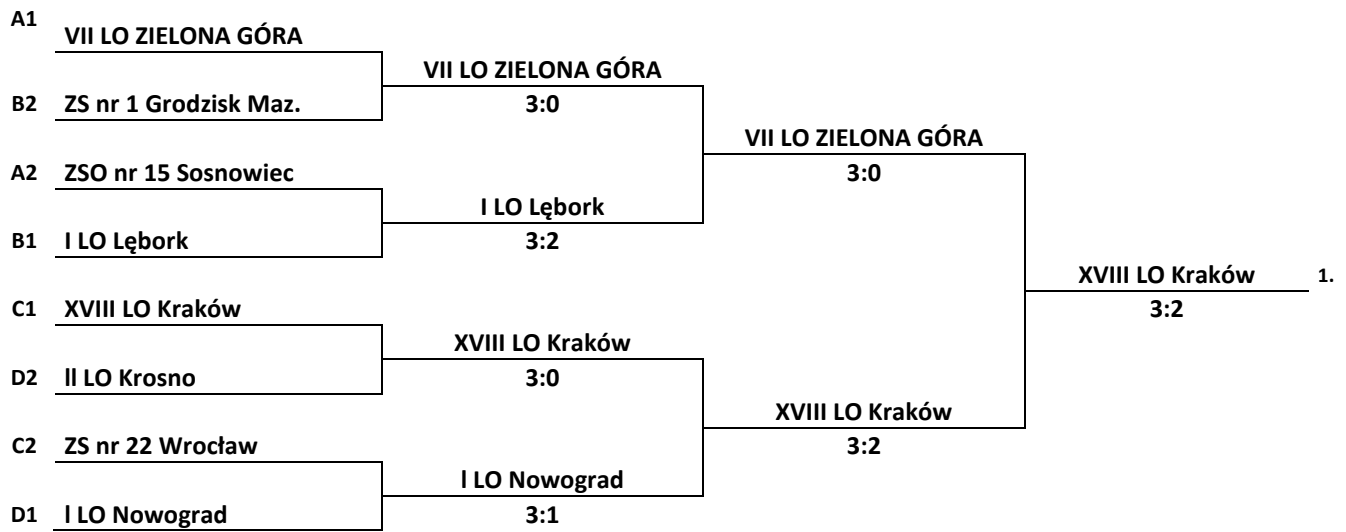 A1
VII LO ZIELONA GÓRA
VII LO ZIELONA GÓRA
B2 ZS nr 1 Grodzisk Maz.
3:0
VII LO ZIELONA GÓRA
A2 ZSO nr 15 Sosnowiec
3:0
I LO Lębork
B1 I LO Lębork
3:2
XVIII LO Kraków 1.
C1 XVIII LO Kraków
3:2
XVIII LO Kraków
D2 ll LO Krosno
3:0
XVIII LO Kraków
C2 ZS nr 22 Wrocław
3:2
l LO Nowograd
D1 l LO Nowograd
3:1